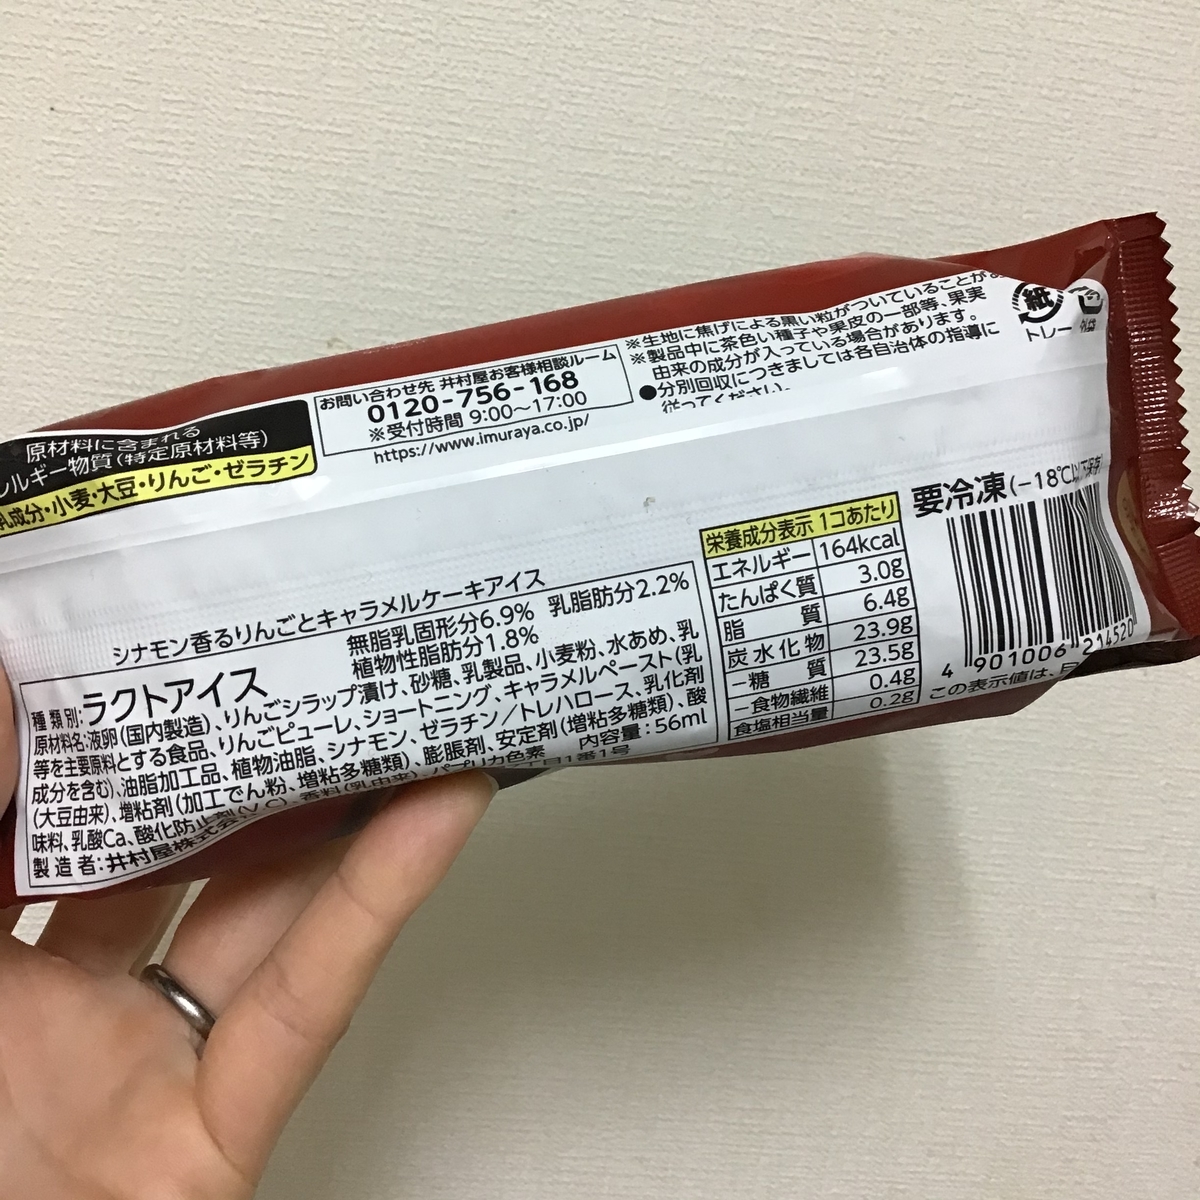 原材料に含まれる
ルギー物質(特定原材料等)
乳成分・小麦・大豆・りんご・ゼラチン
お問い合わせ先 井村屋お客様相談ルーム
0120-756-168
※受付時間 9:00〜17:00
https://www.imuraya.co.jp/
※生地に焦げによる黒い粒がついていることが
※製品中に茶色い種子や果皮の一部等、果実
由来の成分が入っている場合があります。
●分別回収につきましては各自治体の指導に
従ってください。
紙
トレー
外袋
シナモン香るりんごとキャラメルケーキアイス
無脂乳固形分6.9% 乳脂肪分2.2%
植物性脂肪分1.8%
種類別:ラクトアイス
原材料名:液卵(国内製造)、りんごシラップ漬け、砂糖、乳製品、小麦粉、水あめ、乳
等を主要原料とする食品、りんごピューレ、ショートニング、キャラメルペースト(乳
成分を含む)、油脂加工品、植物油脂、シナモン、ゼラチン/トレハロース、乳化剤
(大豆由来)、増粘剤(加工でん粉、増粘多糖類)、膨脹剤、安定剤(増粘多糖類)、酸
味料、乳酸Ca、酸化防止剤(V.C)、香料(乳由来)、パプリカ色素 内容量:56ml
製造者:井村屋株式会 丁目1番1号
栄養成分表示 1コあたり
エネルギー 164kcal
たんぱく質 3.0g
脂質 6.4g
炭水化物 23.9g
-糖質 23.5g
-食物繊維 0.4g
食塩相当量 0.2g
要冷凍(-18℃以下保存)
4 901006 214520
この表示値は、